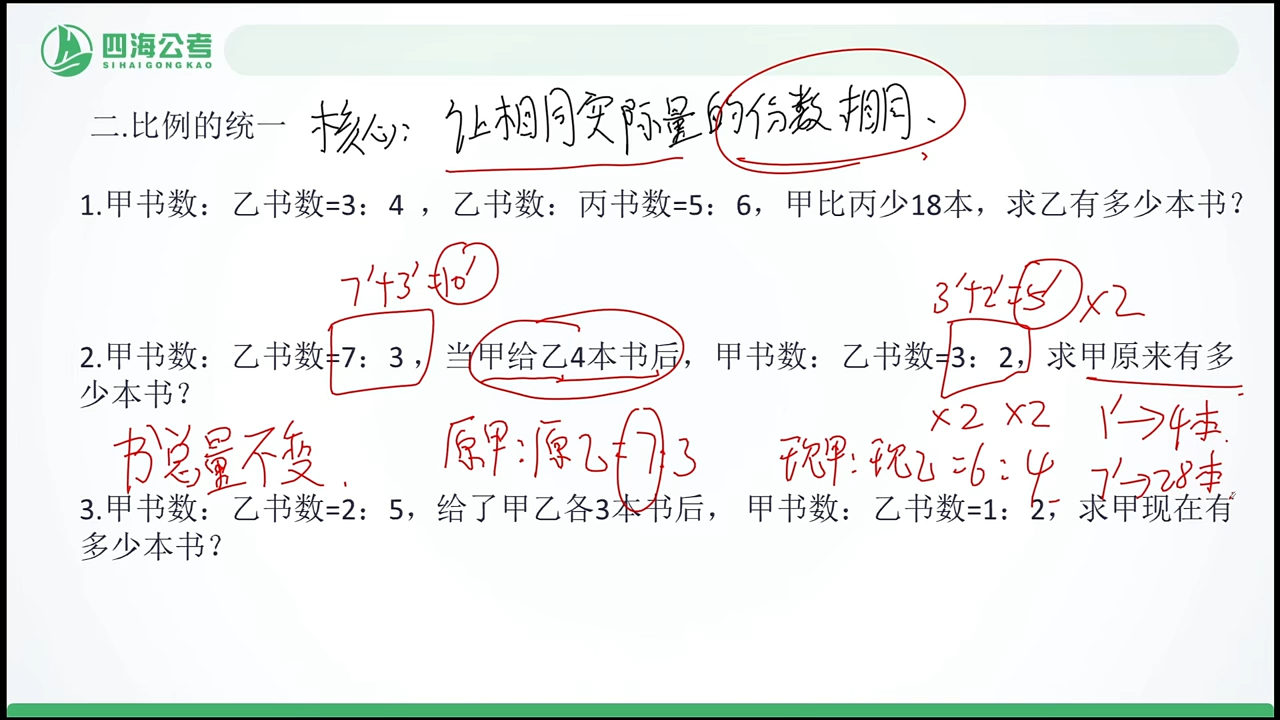 四海公考
SIHAIGONGKAO
二.比例的统一 核心: 让相同实际量的份数相同、
1.甲书数：乙书数=3：4 ，乙书数：丙书数=5：6，甲比丙少18本，求乙有多少本书？
7'+3'=10'
3'+2'=5' ×2
2.甲书数：乙书数=7：3，当甲给乙4本书后，甲书数：乙书数=3：2，求甲原来有多
少本书？
×2 ×2 1'→4本.
书总量不变. 原甲:原乙=7:3 现甲:现乙=6:4 7'→28本
3.甲书数：乙书数=2：5，给了甲乙各3本书后， 甲书数：乙书数=1：2，求甲现在有
多少本书？